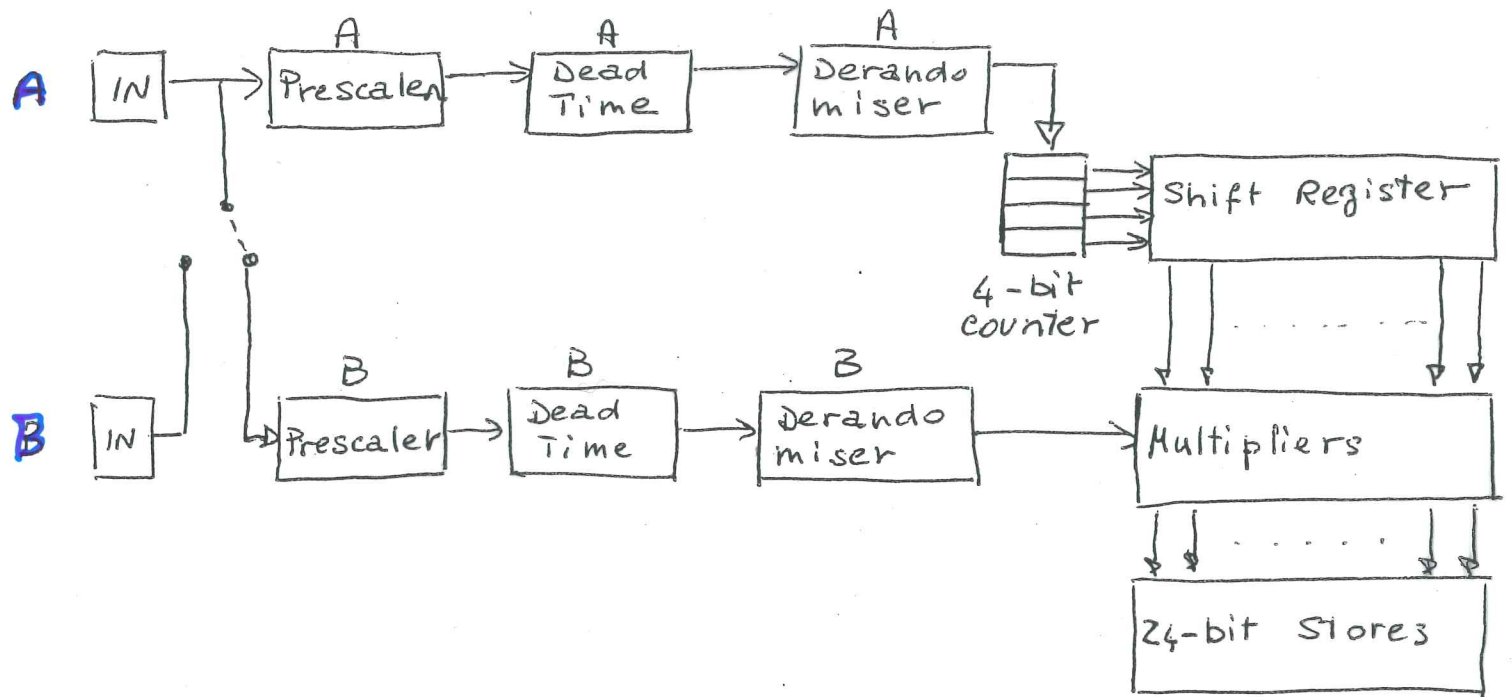 A
A
A
A
IN
Prescaler
Dead
Time
Derando
miser
Shift Register
4-bit
counter
B
B
B
B
IN
Prescaler
Dead
Time
Derando
miser
Multipliers
24-bit Stores